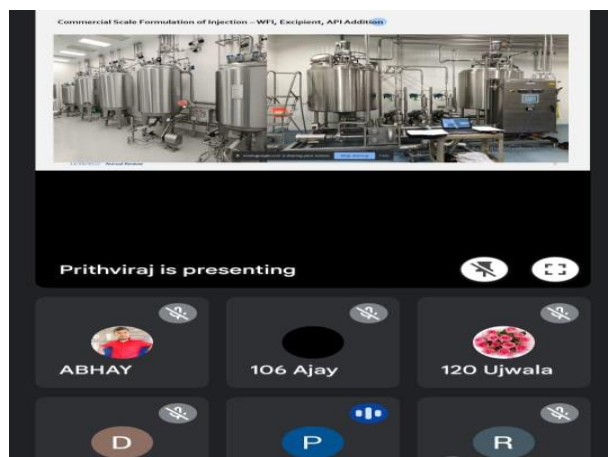 Commercial Scale Formulation of Injection – WFI, Excipient, API Addition
Annual Review
Prithviraj is presenting
ABHAY
106 Ajay
120 Ujwala
D
P
R